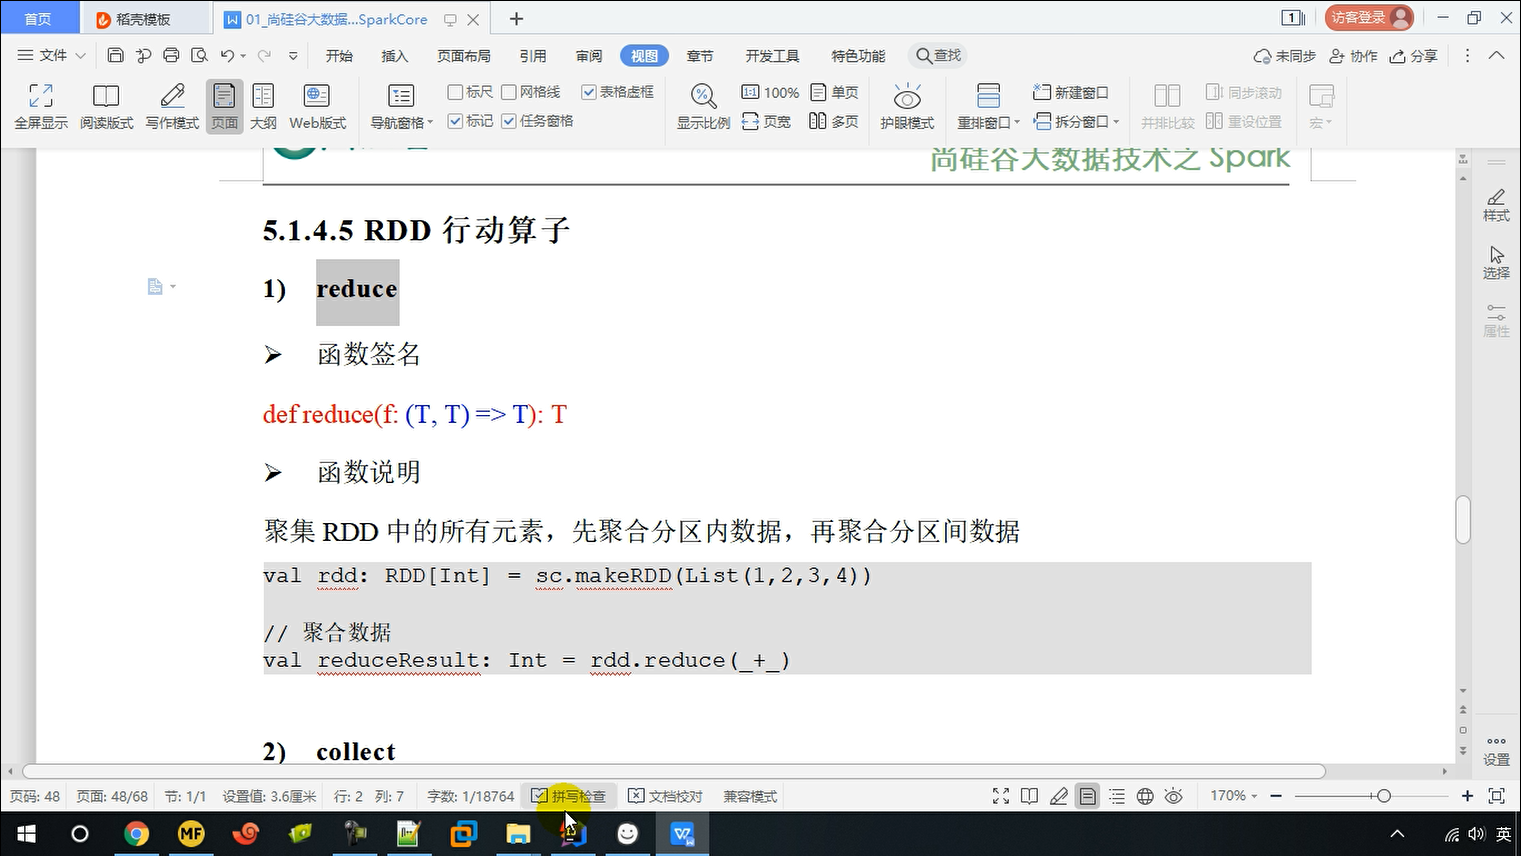 首页
稻壳模板
01_尚硅谷大数据...SparkCore
访客登录
文件
开始
插入
页面布局
引用
审阅
视图
章节
开发工具
特色功能
查找
未同步
协作
分享
全屏显示
阅读版式
写作模式
页面
大纲
Web版式
导航窗格
标尺
网格线
表格虚框
标记
任务窗格
显示比例
100%
单页
页宽
多页
护眼模式
重排窗口
新建窗口
拆分窗口
并排比较
同步滚动
重设位置
宏
尚硅谷大数据技术之 Spark
5.1.4.5 RDD 行动算子
1) reduce
➢ 函数签名
def reduce(f: (T, T) => T): T
➢ 函数说明
聚集 RDD 中的所有元素，先聚合分区内数据，再聚合分区间数据
val rdd: RDD[Int] = sc.makeRDD(List(1,2,3,4))
// 聚合数据
val reduceResult: Int = rdd.reduce(_+_)
2) collect
样式
选择
属性
设置
页码: 48
页面: 48/68
节: 1/1
设置值: 3.6厘米
行: 2
列: 7
字数: 1/18764
拼写检查
文档校对
兼容模式
170%
MF
英